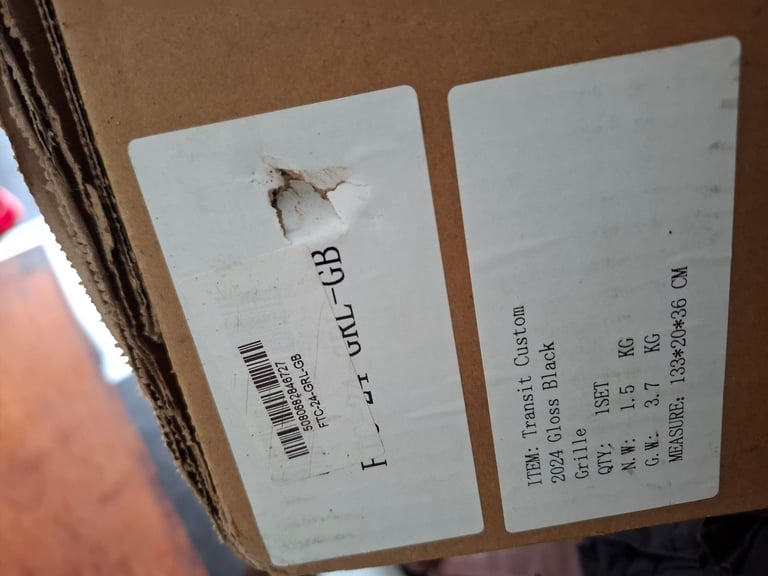 5080682846727
FTC-24-GRL-GB
GRL-GB
ITEM: Transit Custom
2024 Gloss Black
Grille
QTY: 1SET
N.W: 1.5 KG
G.W: 3.7 KG
MEASURE: 133*20*36 CM